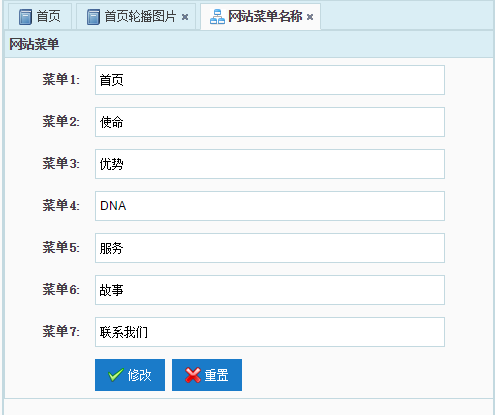 首页 首页轮播图片 网站菜单名称
网站菜单
菜单1: 首页
菜单2: 使命
菜单3: 优势
菜单4: DNA
菜单5: 服务
菜单6: 故事
菜单7: 联系我们
修改 重置